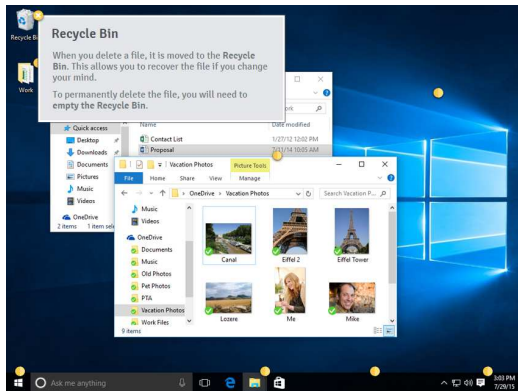 Recycle Bin
Recycle Bin
When you delete a file, it is moved to the Recycle
Bin. This allows you to recover the file if you change
your mind.
To permanently delete the file, you will need to
empty the Recycle Bin.
Work
Name
Date modified
Quick access
Desktop
Downloads
Documents
Pictures
Music
Videos
OneDrive
2 items
Contact List
1/27/12 12:02 PM
Proposal
7/11/14 10:05 AM
Vacation Photos
Picture Tools
File
Home
Share
View
Manage
OneDrive › Vacation Photos
Search Vacation P...
Music
Videos
OneDrive
Documents
Music
Old Photos
Pet Photos
PTA
Vacation Photos
Work Files
9 items
Canal
Eiffel 2
Eiffel Tower
Lozere
Me
Mike
Ask me anything
3:03 PM
7/29/15